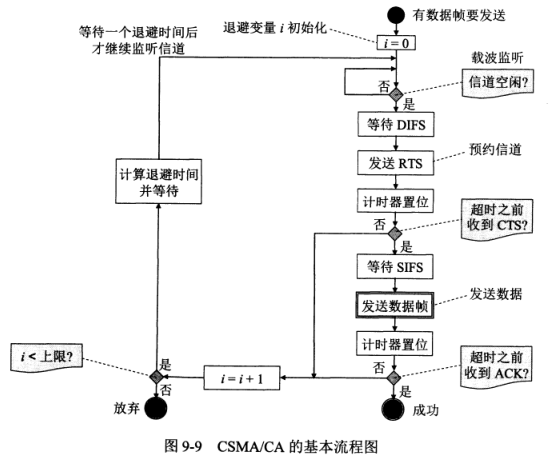 有数据帧要发送
退避变量 i 初始化
i = 0
等待一个退避时间后
才继续监听信道
载波监听
信道空闲?
否
是
等待 DIFS
发送 RTS
预约信道
计算退避时间
并等待
计时器置位
超时之前
收到 CTS?
否
是
等待 SIFS
发送数据帧
发送数据
计时器置位
i < 上限?
是
否
i = i + 1
否
是
超时之前
收到 ACK?
放弃
成功
图 9-9 CSMA/CA 的基本流程图